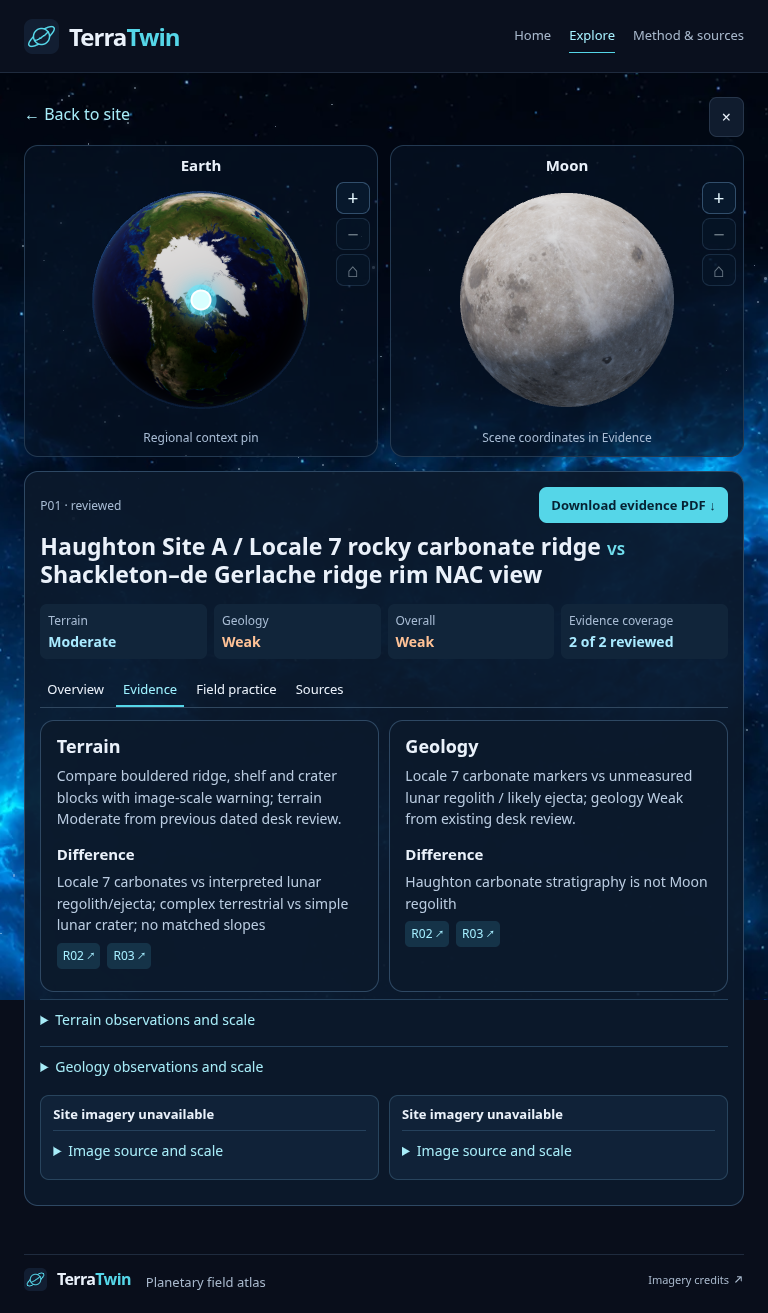 TerraTwin
Home Explore Method & sources
← Back to site
×
Earth
+
−
⌂
Regional context pin
Moon
+
−
⌂
Scene coordinates in Evidence
P01 · reviewed
Download evidence PDF ↓
Haughton Site A / Locale 7 rocky carbonate ridge vs
Shackleton–de Gerlache ridge rim NAC view
Terrain
Moderate
Geology
Weak
Overall
Weak
Evidence coverage
2 of 2 reviewed
Overview Evidence Field practice Sources
Terrain
Compare bouldered ridge, shelf and crater
blocks with image-scale warning; terrain
Moderate from previous dated desk review.
Difference
Locale 7 carbonates vs interpreted lunar
regolith/ejecta; complex terrestrial vs simple
lunar crater; no matched slopes
R02 ↗ R03 ↗
Geology
Locale 7 carbonate markers vs unmeasured
lunar regolith / likely ejecta; geology Weak
from existing desk review.
Difference
Haughton carbonate stratigraphy is not Moon
regolith
R02 ↗ R03 ↗
▶ Terrain observations and scale
▶ Geology observations and scale
Site imagery unavailable
▶ Image source and scale
Site imagery unavailable
▶ Image source and scale
TerraTwin Planetary field atlas
Imagery credits ↗